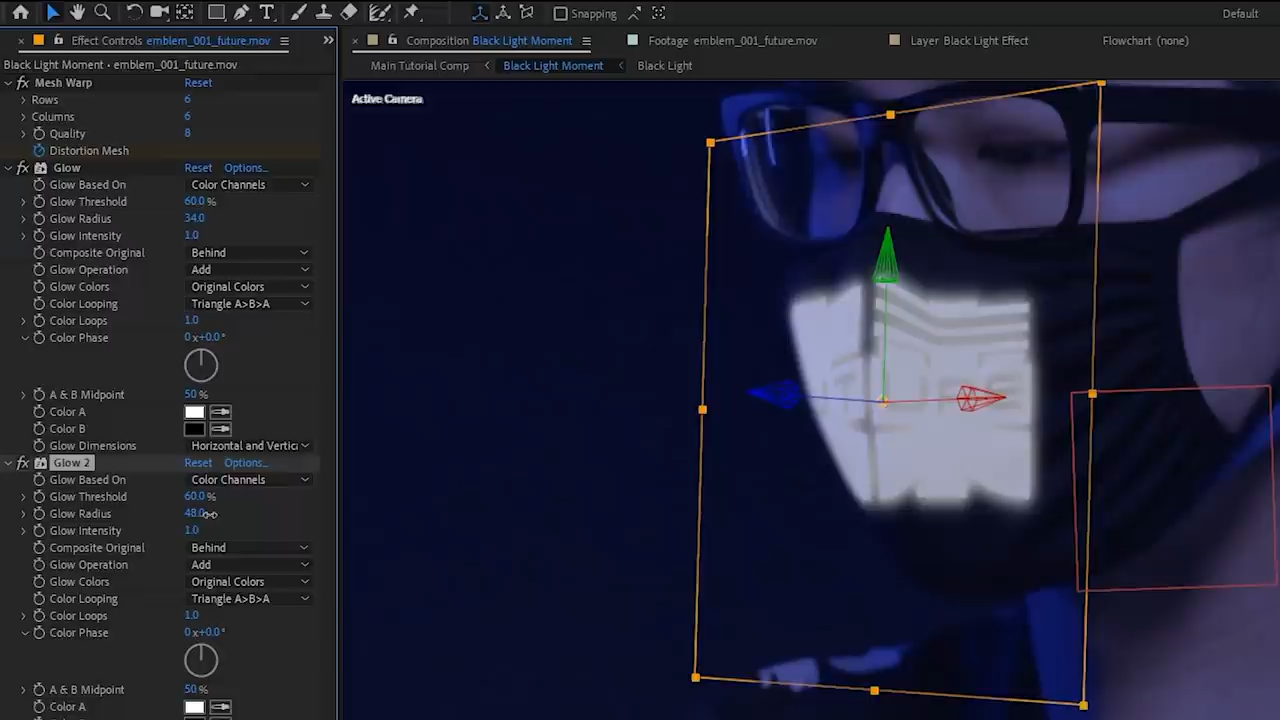 Snapping
Default
Effect Controls emblem_001_future.mov
Composition Black Light Moment
Footage emblem_001_future.mov
Layer Black Light Effect
Flowchart (none)
Black Light Moment • emblem_001_future.mov
Main Tutorial Comp
Black Light Moment
Black Light
Active Camera
fx Mesh Warp Reset
Rows 6
Columns 6
Quality 8
Distortion Mesh
fx Glow Reset Options...
Glow Based On Color Channels
Glow Threshold 60.0 %
Glow Radius 34.0
Glow Intensity 1.0
Composite Original Behind
Glow Operation Add
Glow Colors Original Colors
Color Looping Triangle A>B>A
Color Loops 1.0
Color Phase 0 x+0.0°
A & B Midpoint 50 %
Color A
Color B
Glow Dimensions Horizontal and Vertic
fx Glow 2 Reset Options...
Glow Based On Color Channels
Glow Threshold 60.0 %
Glow Radius 48.0
Glow Intensity 1.0
Composite Original Behind
Glow Operation Add
Glow Colors Original Colors
Color Looping Triangle A>B>A
Color Loops 1.0
Color Phase 0 x+0.0°
A & B Midpoint 50 %
Color A